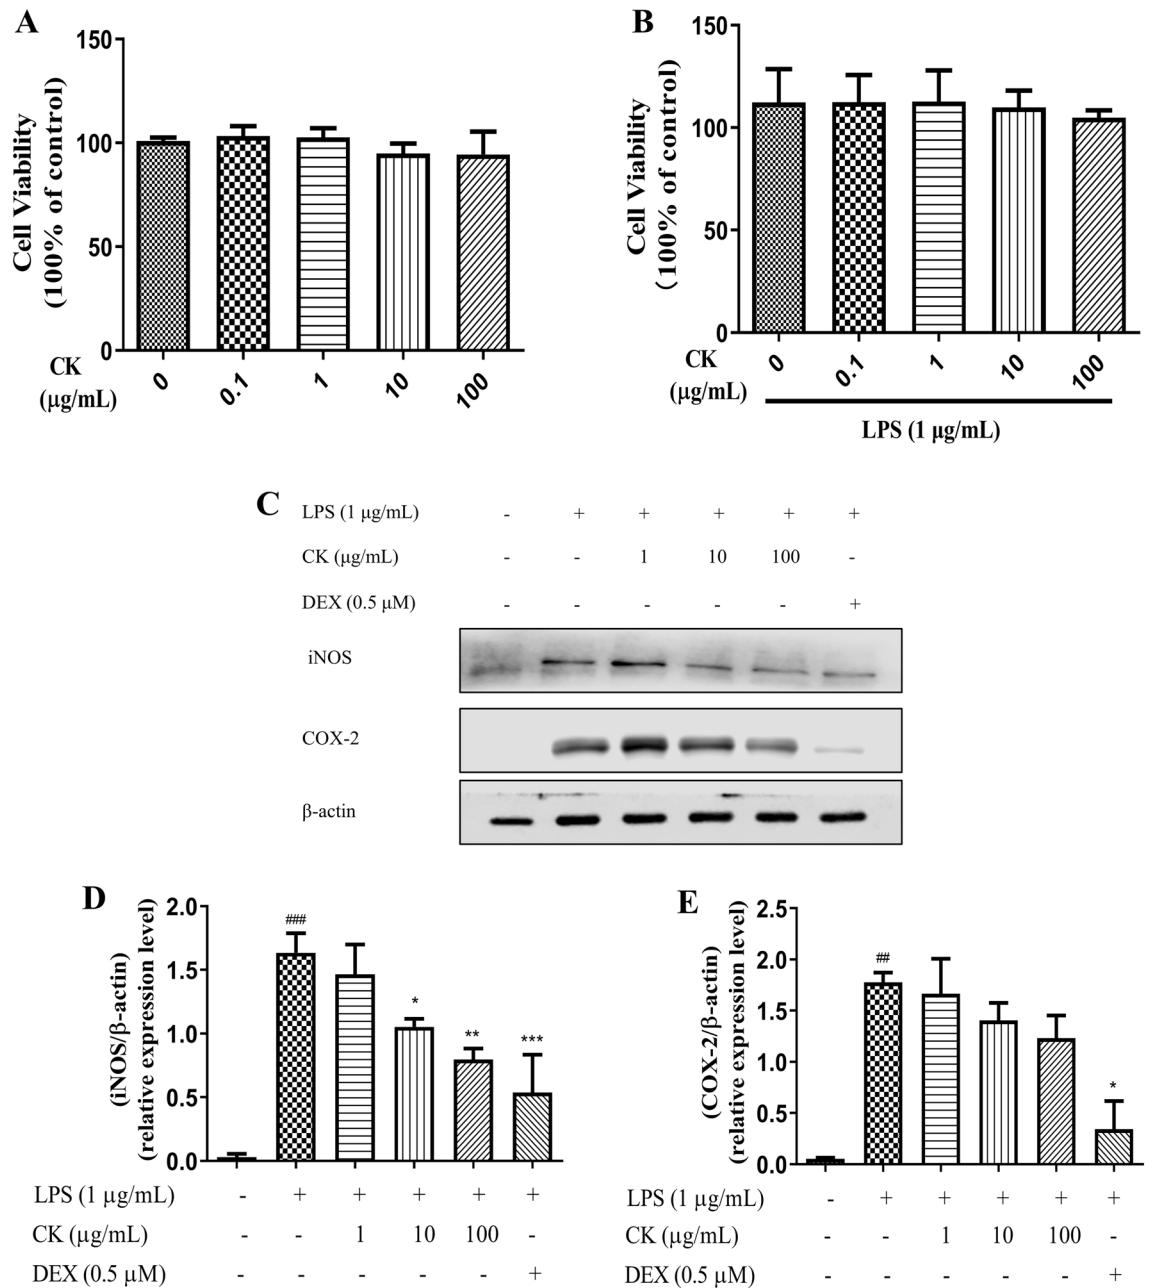 A
150
100
50
0
Cell Viability
(100% of control)
CK
(µg/mL)
0
0.1
1
10
100
B
150
100
50
0
Cell Viability
(100% of control)
CK
(µg/mL)
0
0.1
1
10
100
LPS (1 µg/mL)
C
LPS (1 µg/mL) - + + + + +
CK (µg/mL) - - 1 10 100 -
DEX (0.5 µM) - - - - - +
iNOS
COX-2
β-actin
D
(iNOS/β-actin)
(relative expression level)
2.0
1.5
1.0
0.5
0.0
###
*
**
***
LPS (1 µg/mL) - + + + + +
CK (µg/mL) - - 1 10 100 -
DEX (0.5 µM) - - - - - +
E
(COX-2/β-actin)
(relative expression level)
2.5
2.0
1.5
1.0
0.5
0.0
##
*
LPS (1 µg/mL) - + + + + +
CK (µg/mL) - - 1 10 100 -
DEX (0.5 µM) - - - - - +